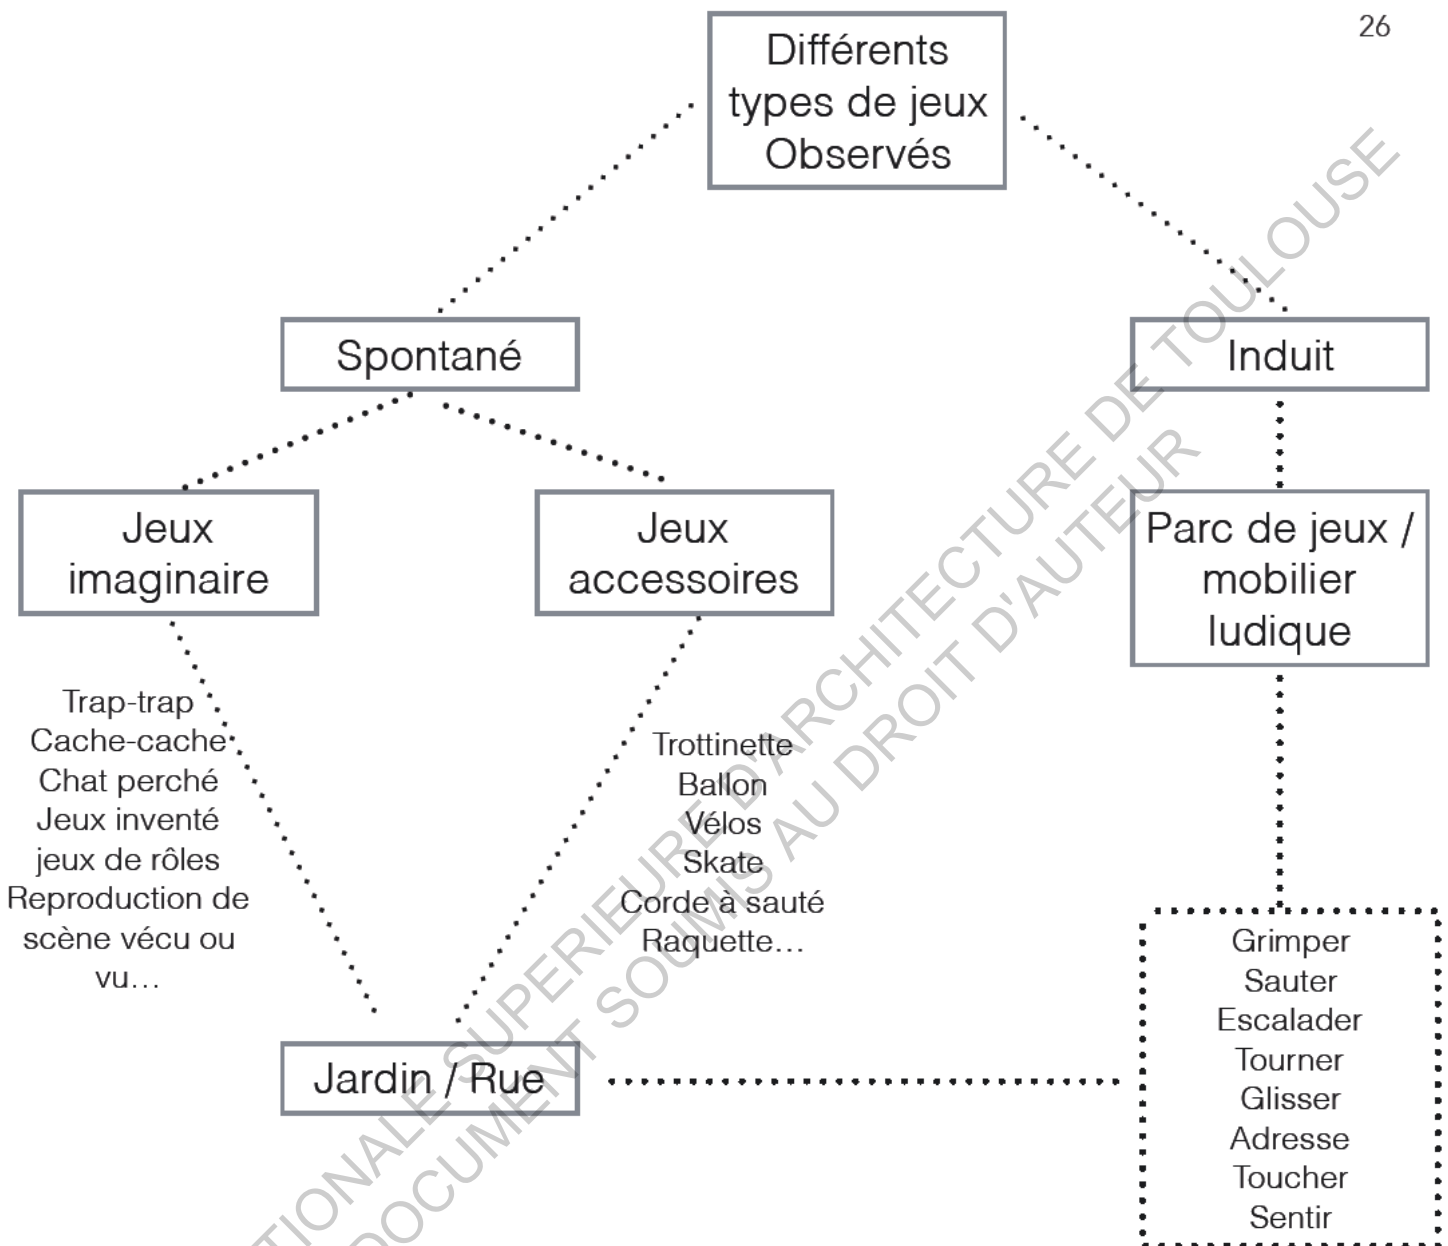 26
Différents
types de jeux
Observés
Spontané
Induit
Jeux
imaginaire
Jeux
accessoires
Parc de jeux /
mobilier
ludique
Trap-trap
Cache-cache
Chat perché
Jeux inventé
jeux de rôles
Reproduction de
scène vécu ou
vu…
Trottinette
Ballon
Vélos
Skate
Corde à sauté
Raquette…
Grimper
Sauter
Escalader
Tourner
Glisser
Adresse
Toucher
Sentir
Jardin / Rue
SUPERIEURE D'ARCHITECTURE DE TOULOUSE
DOCUMENT SOUMIS AU DROIT D'AUTEUR